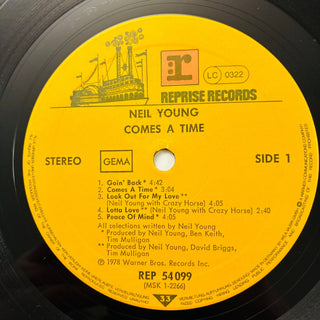 r
LC 0322
REPRISE RECORDS
NEIL YOUNG
COMES A TIME
STEREO
GEMA
SIDE 1
1. Goin' Back* 4:42
2. Comes A Time* 3:04
3. Look Out For My Love**
(Neil Young with Crazy Horse) 4:05
4. Lotta Love** (Neil Young with Crazy Horse) 2:40
5. Peace Of Mind* 4:05
All selections written by Neil Young
* Produced by Neil Young, Ben Keith,
Tim Mulligan
** Produced by Neil Young, David Briggs,
Tim Mulligan
℗ 1978 Warner Bros. Records Inc.
REP 54 099
(MSK 1-2266)
33